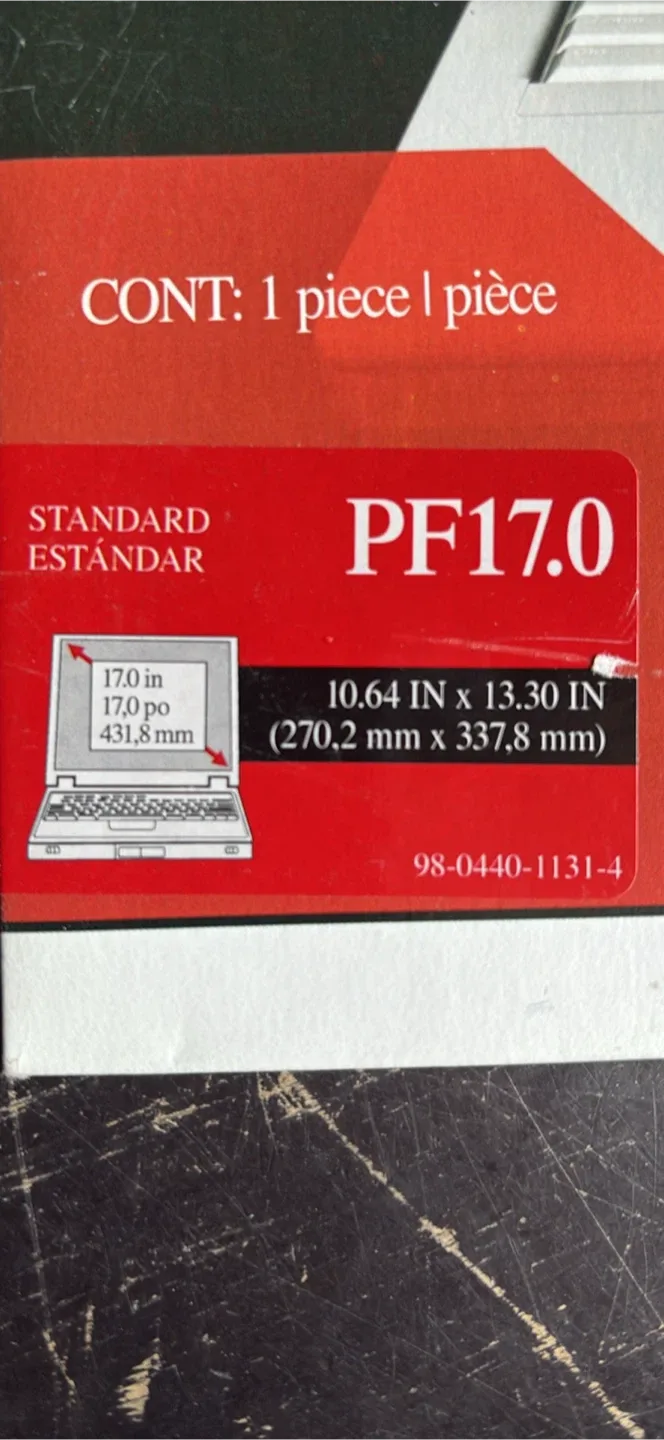 CONT: 1 piece | pièce
STANDARD
ESTÁNDAR
PF17.0
17.0 in
17,0 po
431,8 mm
10.64 IN x 13.30 IN
(270,2 mm x 337,8 mm)
98-0440-1131-4